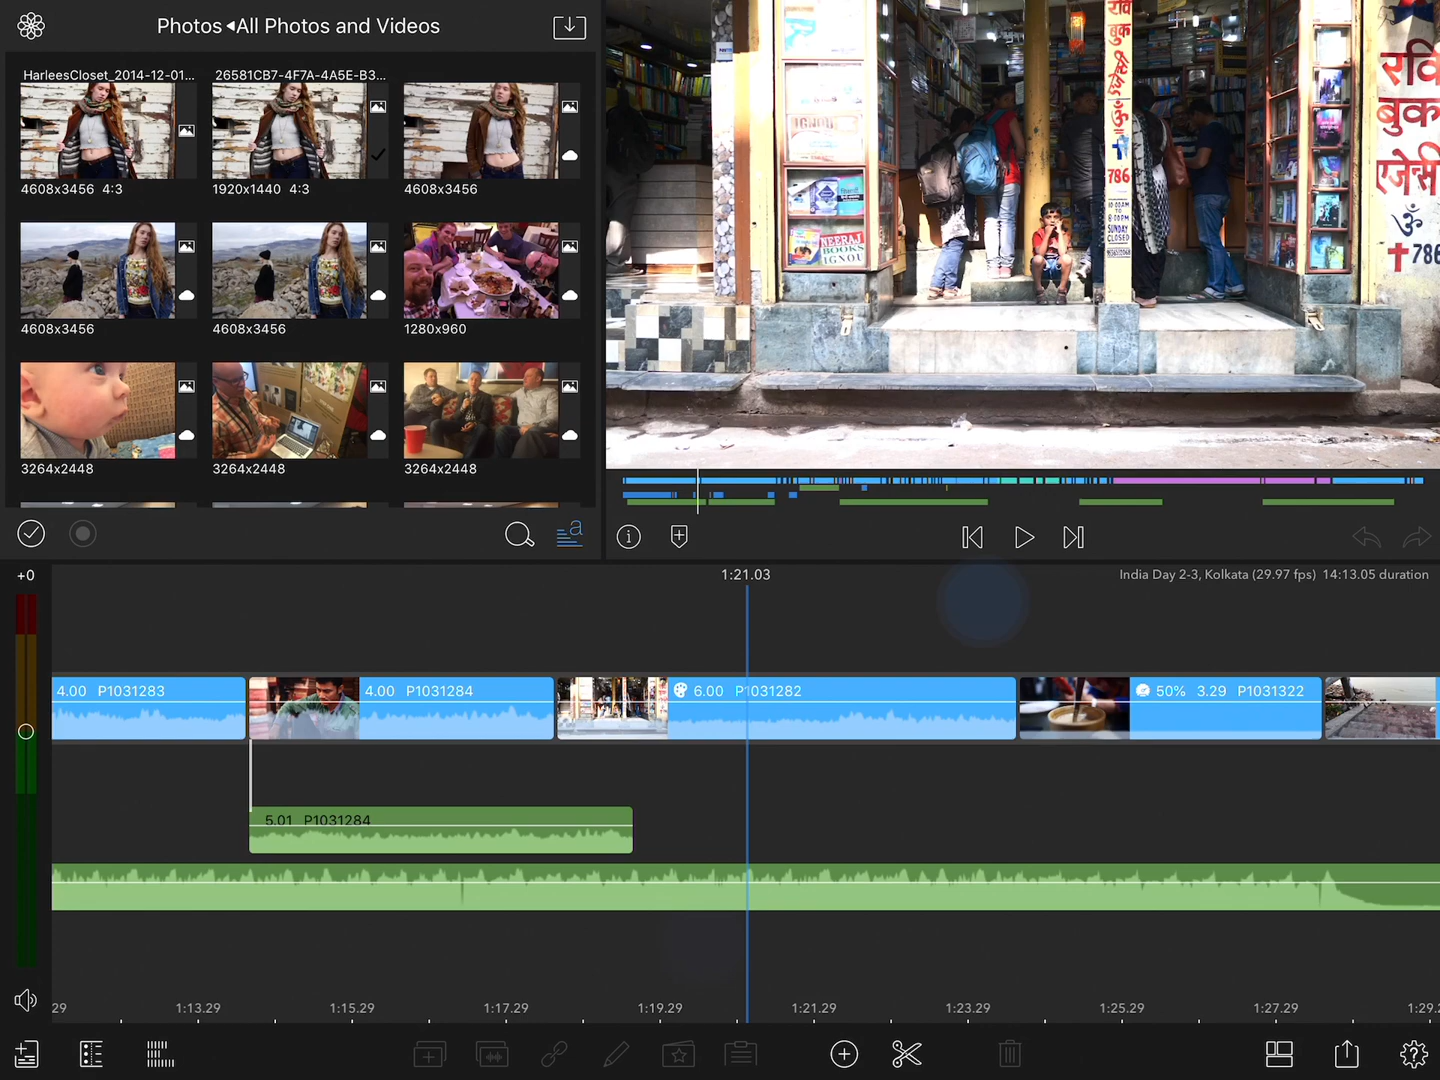 Photos ◂All Photos and Videos
HarleesCloset_2014-12-01...
26581CB7-4F7A-4A5E-B3...
4608x3456 4:3
1920x1440 4:3
4608x3456
4608x3456
4608x3456
1280x960
3264x2448
3264x2448
3264x2448
रवि
बुक
786
10:00 AM
TO
8:00 PM
SUNDAY
CLOSED
IGNOU
NEERAJ
BOOKS
IGNOU
रवि
बुक
एजेन्सी
ॐ
786
+0
1:21.03
India Day 2-3, Kolkata (29.97 fps) 14:13.05 duration
4.00 P1031283
4.00 P1031284
6.00 P1031282
50% 3.29 P1031322
5.01 P1031284
29
1:13.29
1:15.29
1:17.29
1:19.29
1:21.29
1:23.29
1:25.29
1:27.29
1:29.